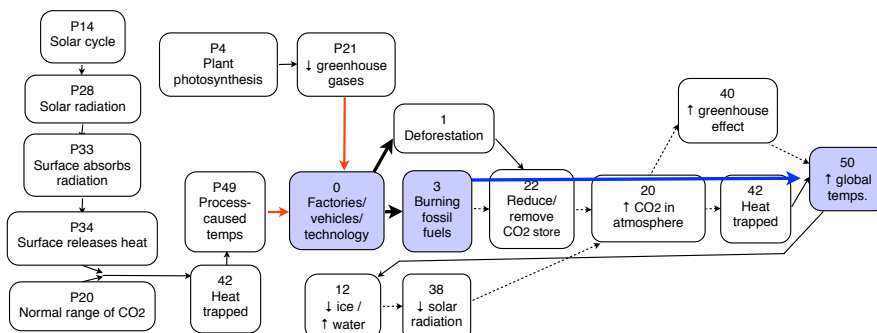 P14
Solar cycle
P28
Solar radiation
P33
Surface absorbs
radiation
P34
Surface releases heat
P20
Normal range of CO2
42
Heat
trapped
P49
Process-
caused
temps
P4
Plant
photosynthesis
P21
↓ greenhouse
gases
0
Factories/
vehicles/
technology
1
Deforestation
3
Burning
fossil
fuels
22
Reduce/
remove
CO2 store
20
↑ CO2 in
atmosphere
40
↑ greenhouse
effect
42
Heat
trapped
50
↑ global
temps.
12
↓ ice /
↑ water
38
↓ solar
radiation